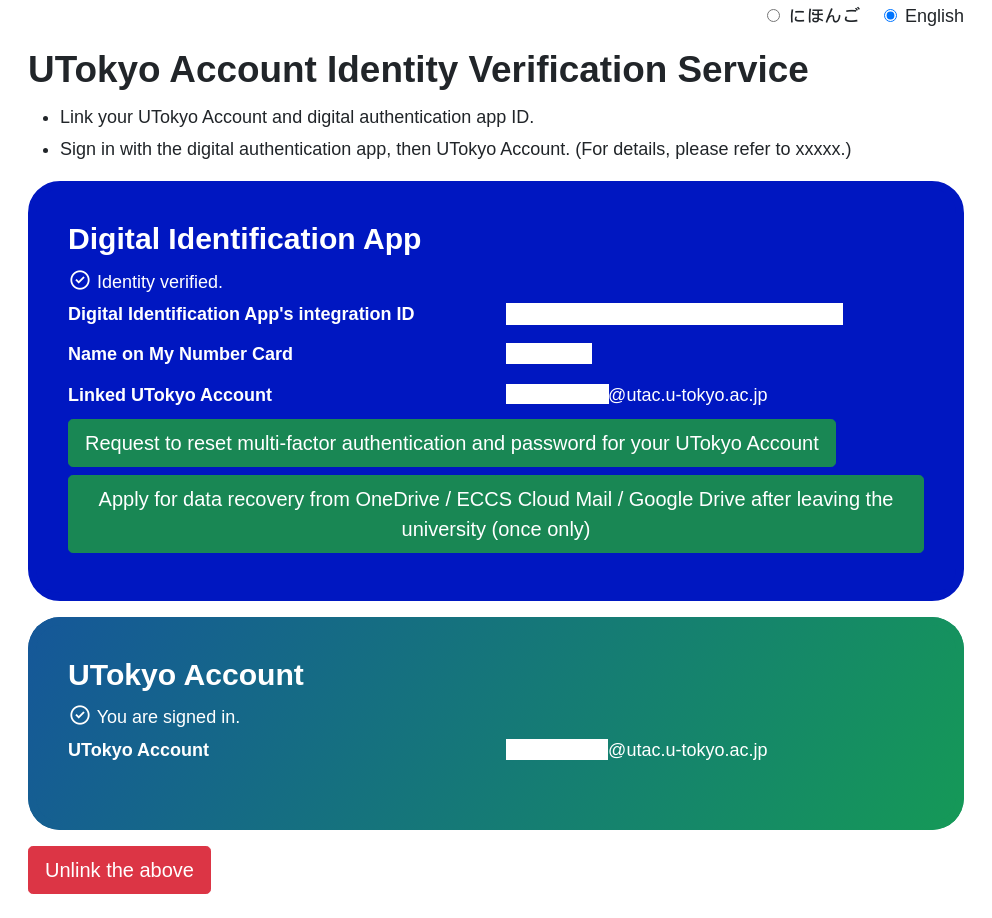 にほんご English
UTokyo Account Identity Verification Service
Link your UTokyo Account and digital authentication app ID.
Sign in with the digital authentication app, then UTokyo Account. (For details, please refer to xxxxx.)
Digital Identification App
Identity verified.
Digital Identification App's integration ID
Name on My Number Card
Linked UTokyo Account @utac.u-tokyo.ac.jp
Request to reset multi-factor authentication and password for your UTokyo Account
Apply for data recovery from OneDrive / ECCS Cloud Mail / Google Drive after leaving the
university (once only)
UTokyo Account
You are signed in.
UTokyo Account @utac.u-tokyo.ac.jp
Unlink the above